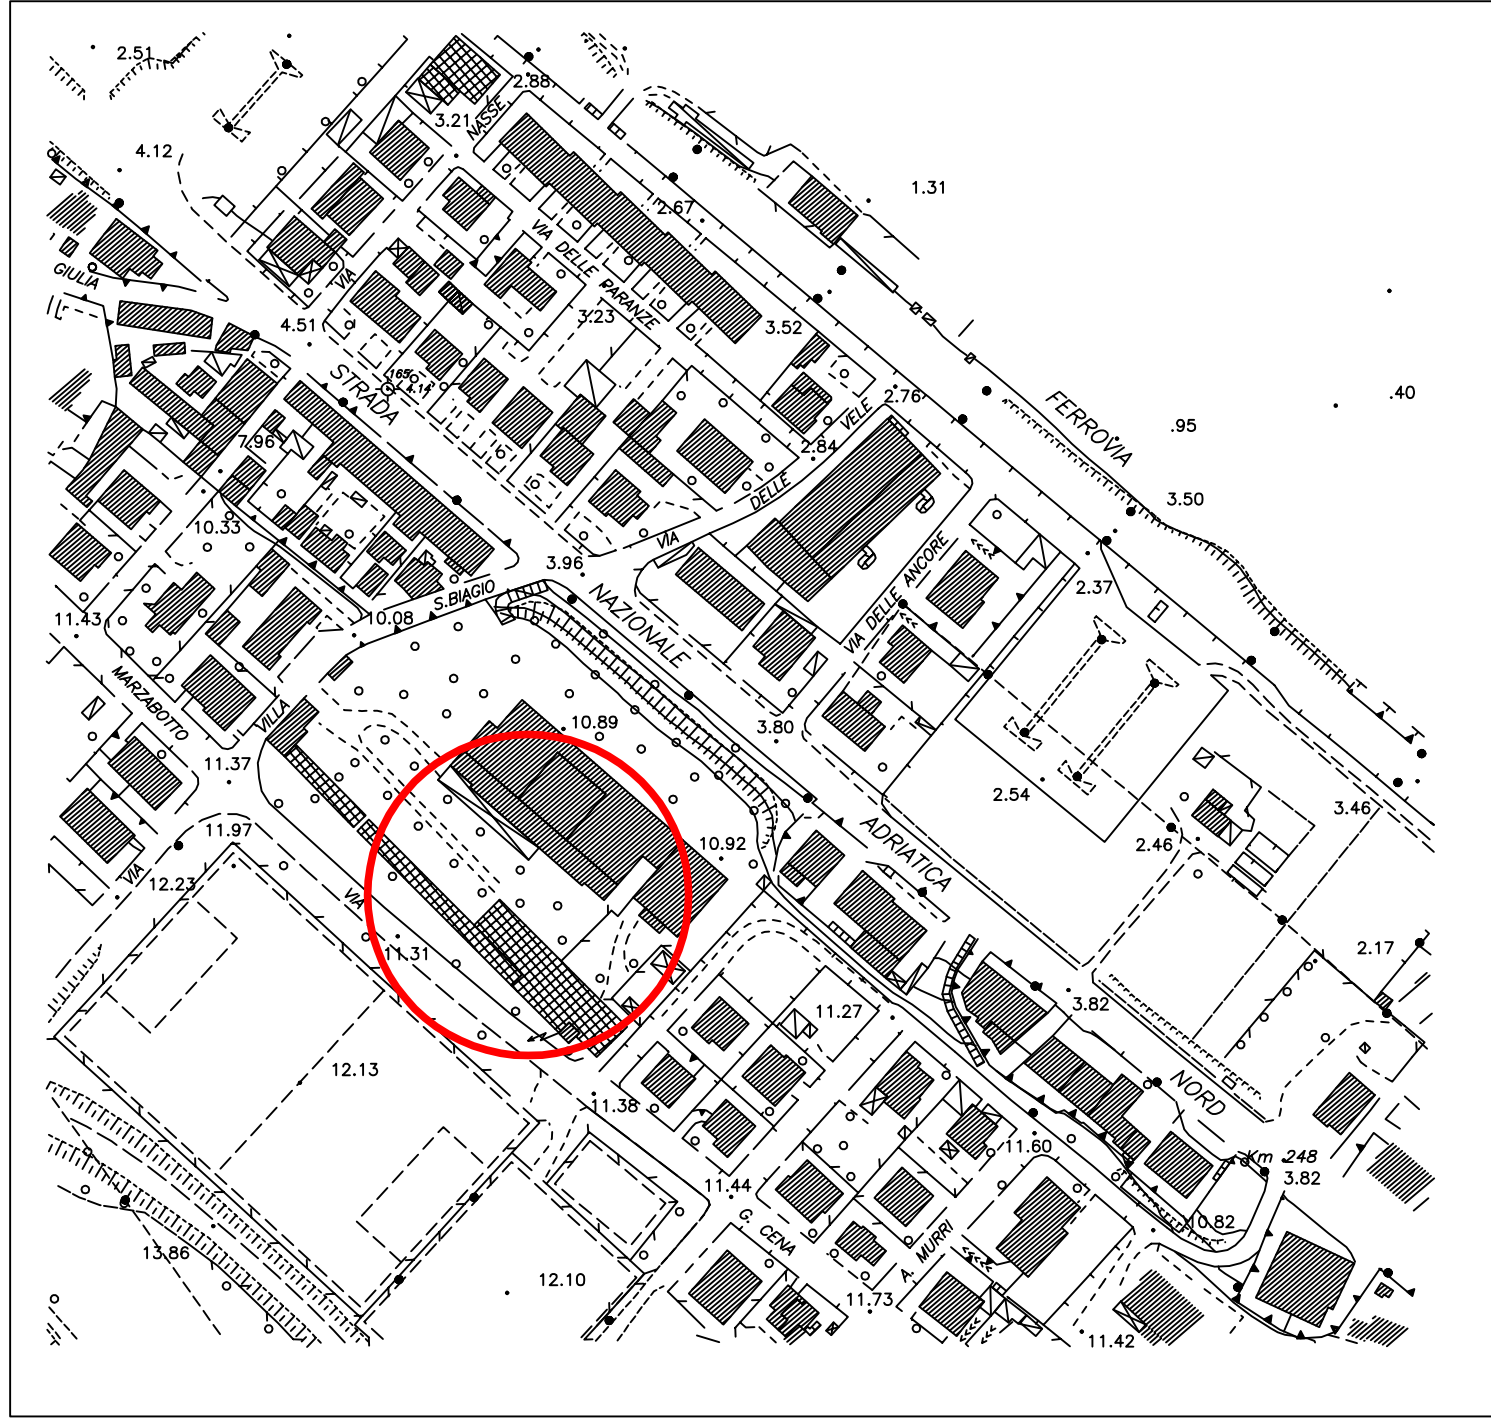 2.51
2.88
3.21
NASSE
4.12
1.31
2.67
VIA DELLE PARANZE
GIULIA
VIA
4.51
3.23
3.52
165
4.14
STRADA
2.76
.40
FERROVIA
.95
VELE
7.96
2.84
DELLE
3.50
10.33
VIA
3.96
2.37
VIA DELLE ANCORE
S.BIAGIO
NAZIONALE
11.43
10.08
MARZABOTTO
VILLA
10.89
3.80
11.37
2.54
3.46
11.97
ADRIATICA
2.46
10.92
VIA
12.23
VIA
11.31
2.17
3.82
11.27
12.13
NORD
11.38
11.60
Km 248
3.82
11.44
G. CENA
10.82
A. MURRI
13.86
12.10
11.73
11.42